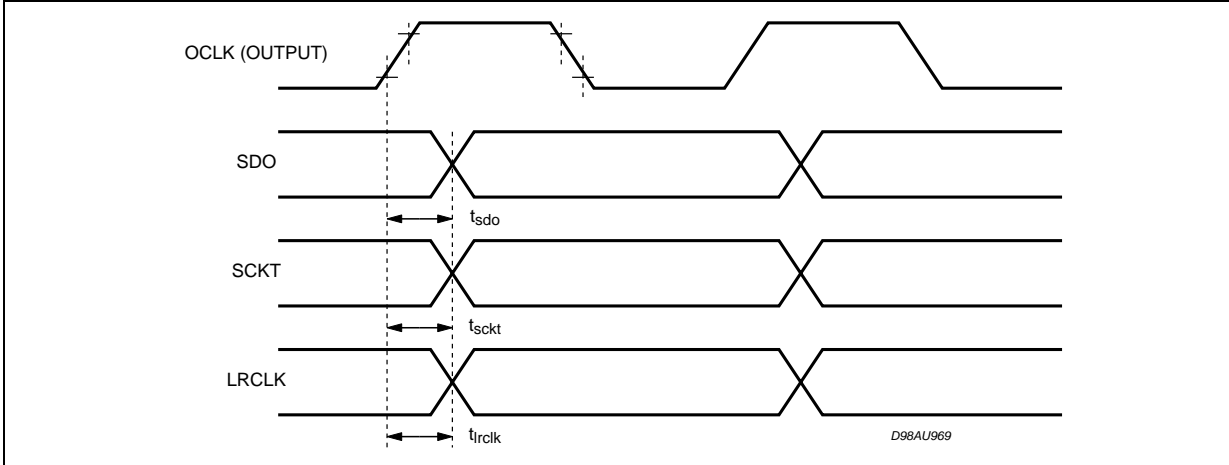 OCLK (OUTPUT)
SDO
tsdo
SCKT
tsckt
LRCLK
tlrclk
D98AU969